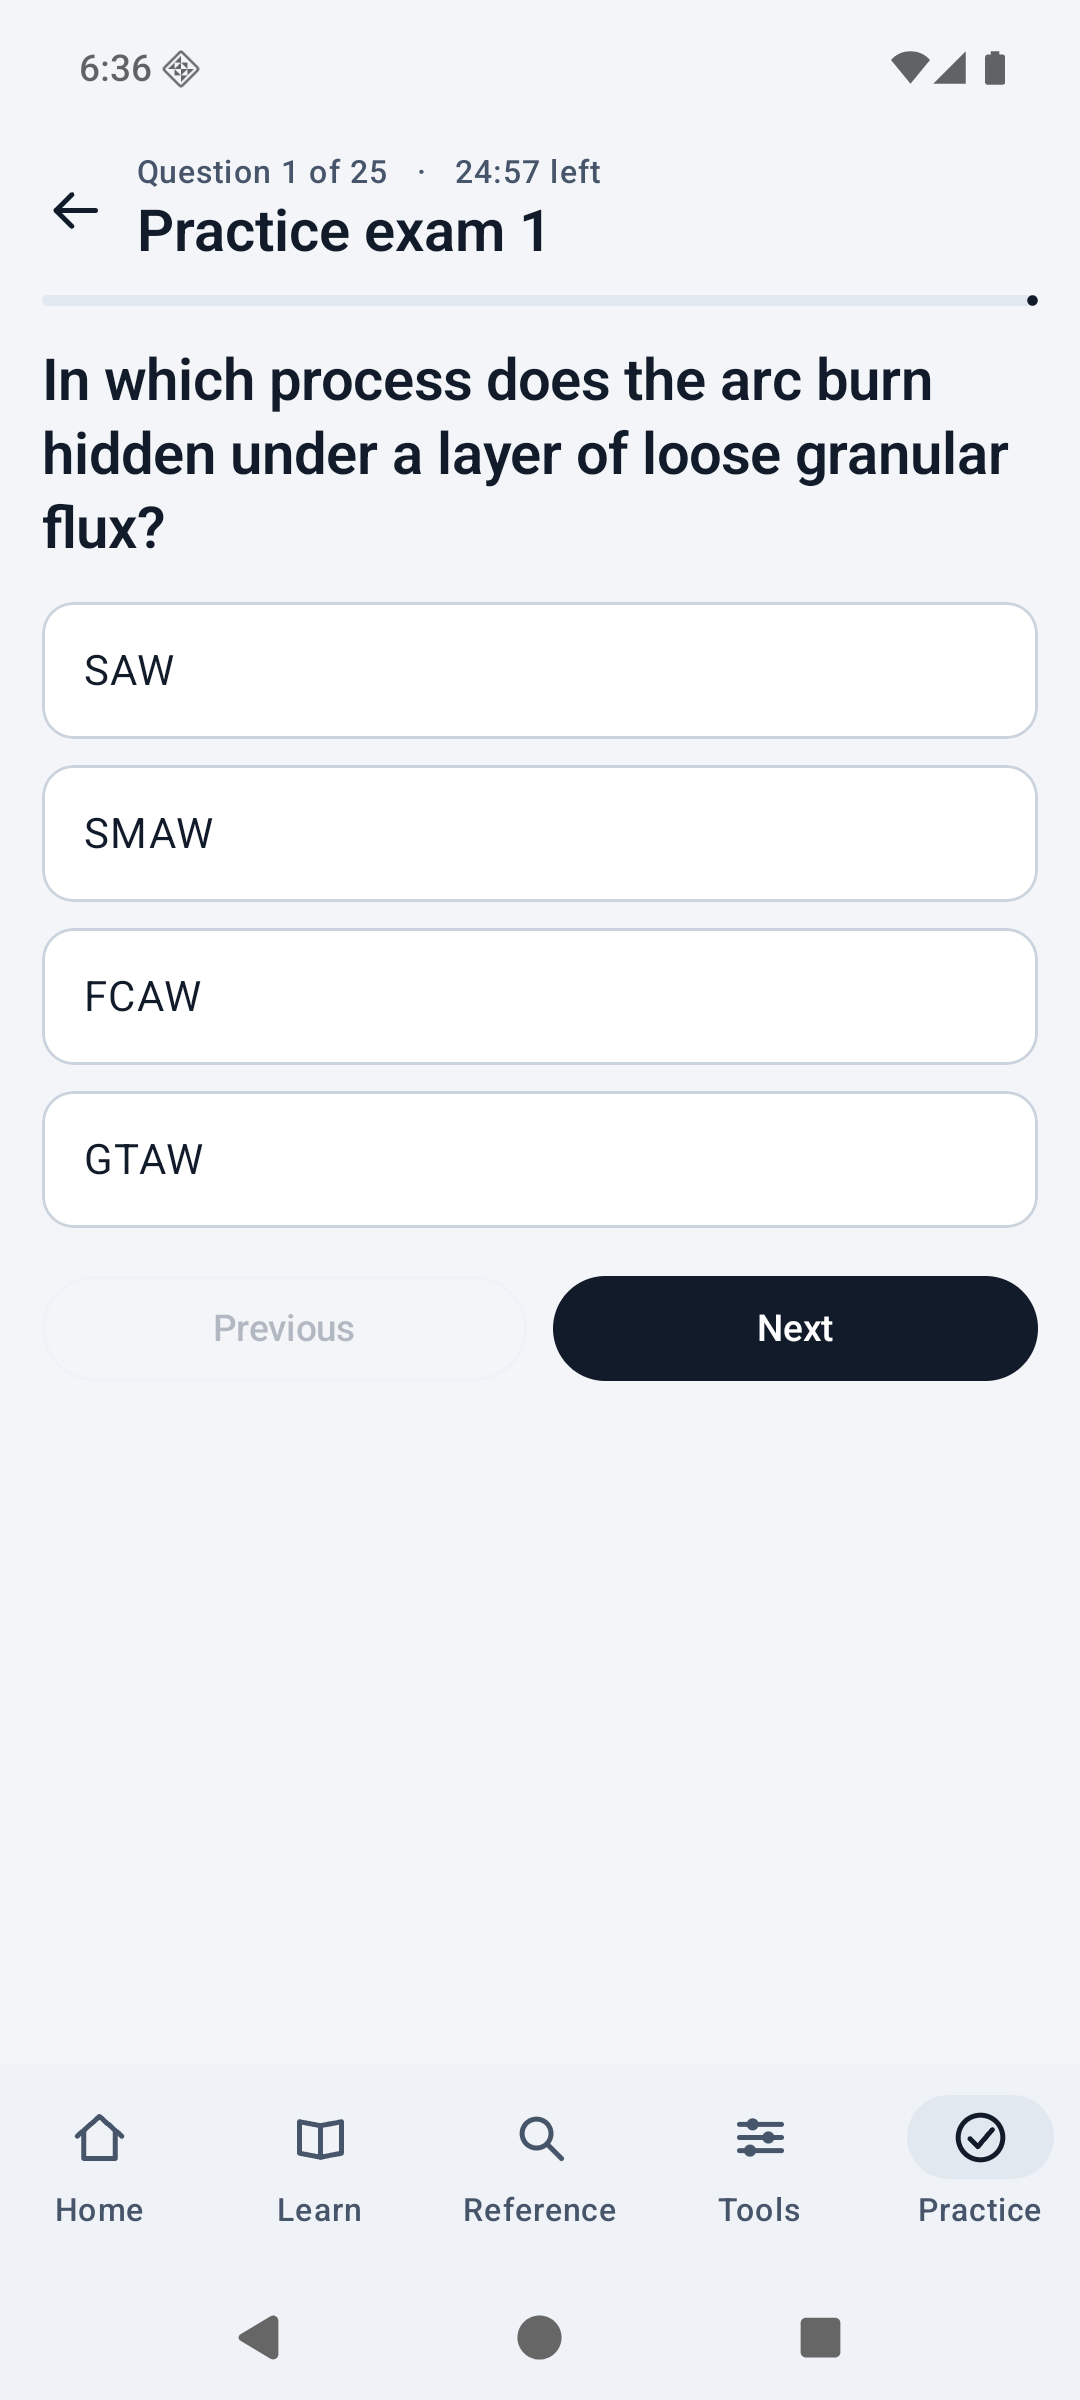 6:36
Question 1 of 25 · 24:57 left
Practice exam 1
In which process does the arc burn
hidden under a layer of loose granular
flux?
SAW
SMAW
FCAW
GTAW
Previous
Next
Home
Learn
Reference
Tools
Practice